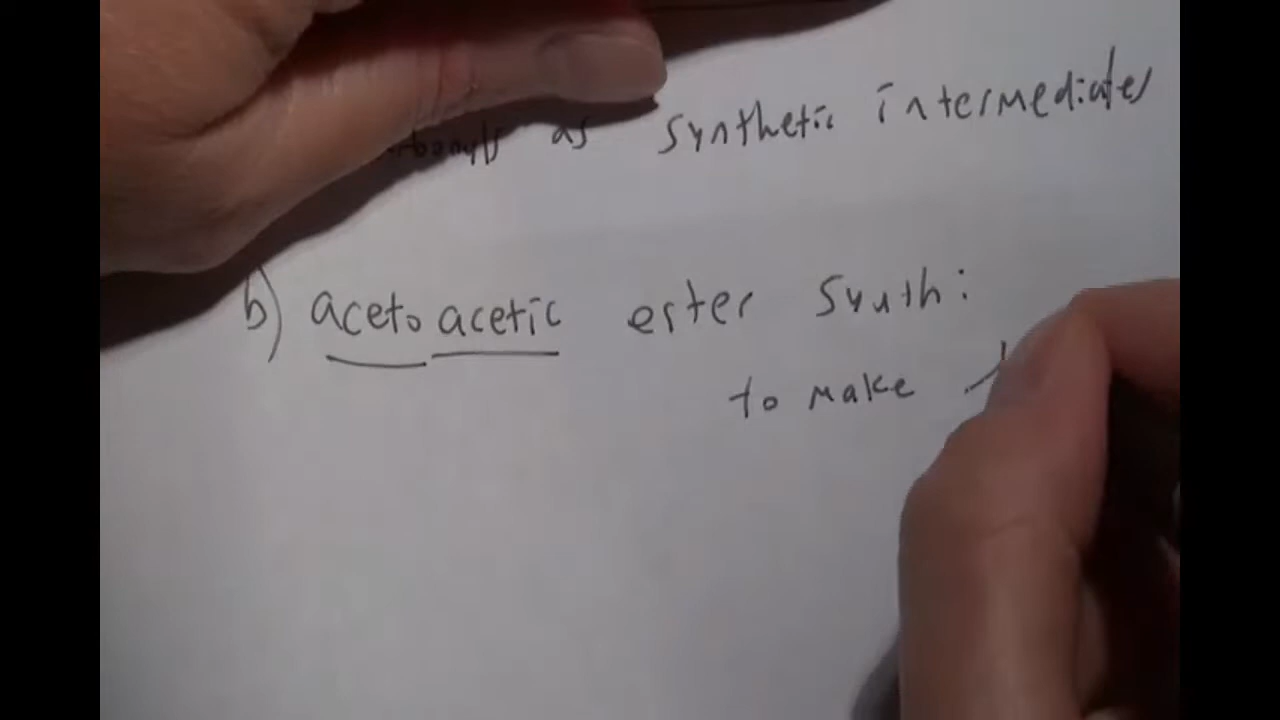 as synthetic intermediates
b) acetoacetic ester synth:
to make